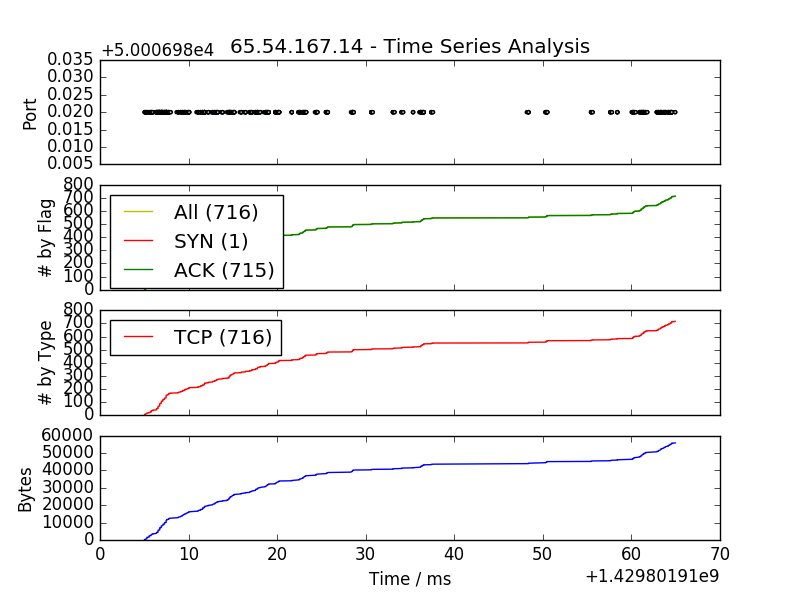 +5.000698e4
65.54.167.14 - Time Series Analysis
0.035
0.030
0.025
0.020
0.015
0.010
0.005
Port
800
700
600
500
400
300
200
100
0
# by Flag
All (716)
SYN (1)
ACK (715)
800
700
600
500
400
300
200
100
0
# by Type
TCP (716)
60000
50000
40000
30000
20000
10000
0
Bytes
0 10 20 30 40 50 60 70
Time / ms
+1.42980191e9